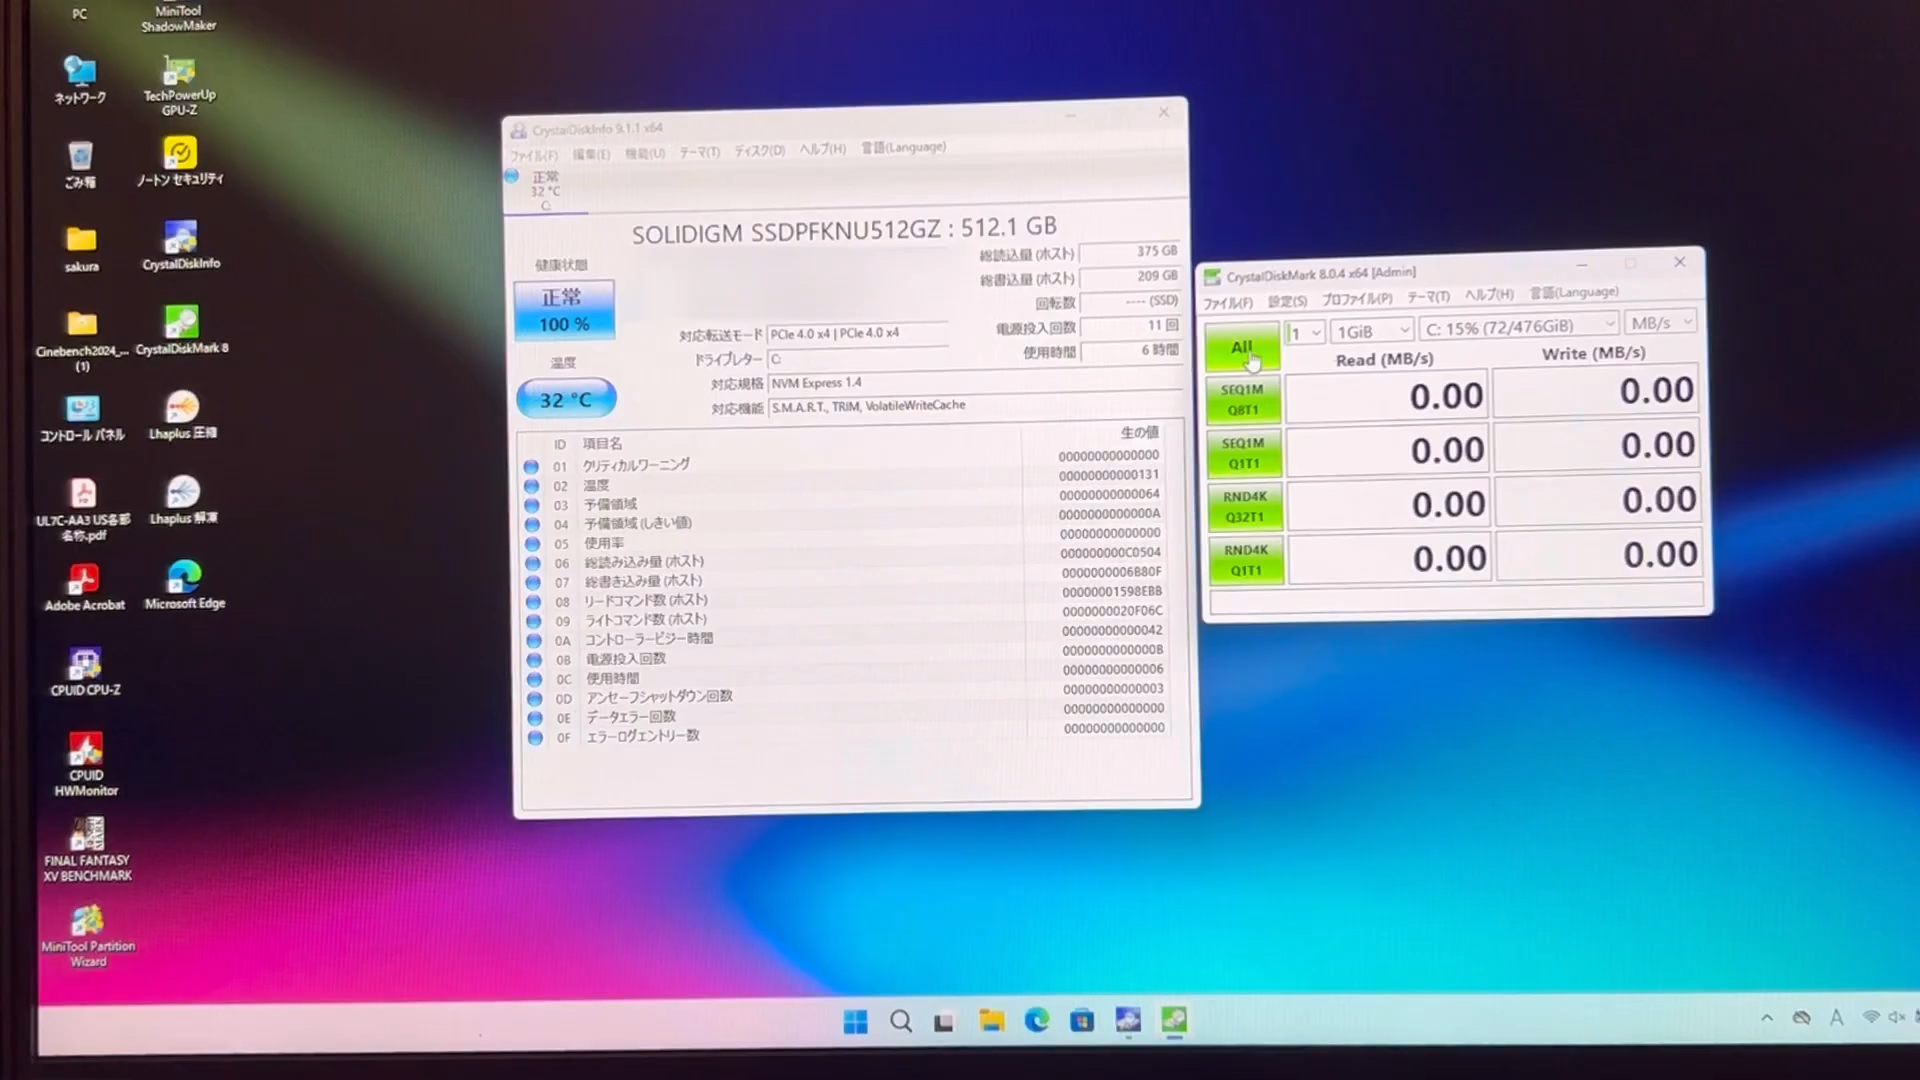 PC
MiniTool
ShadowMaker
ネットワーク
TechPowerUp
GPU-Z
ごみ箱
ノートン セキュリティ
sakura
CrystalDiskInfo
Cinebench2024_...
(1)
CrystalDiskMark 8
コントロール パネル
Lhaplus 圧縮
UL7C-AA3 US各部
名称.pdf
Lhaplus 解凍
Adobe Acrobat
Microsoft Edge
CPUID CPU-Z
CPUID
HWMonitor
FINAL FANTASY
XV BENCHMARK
MiniTool Partition
Wizard
CrystalDiskInfo 9.1.1 x64
ファイル(F) 編集(E) 機能(U) テーマ(T) ディスク(D) ヘルプ(H) 言語(Language)
正常
32 °C
C:
SOLIDIGM SSDPFKNU512GZ : 512.1 GB
健康状態
正常
100 %
温度
32 °C
総読込量 (ホスト) 375 GB
総書込量 (ホスト) 209 GB
回転数 ---- (SSD)
対応転送モード PCIe 4.0 x4 | PCIe 4.0 x4 電源投入回数 11 回
ドライブレター C: 使用時間 6 時間
対応規格 NVM Express 1.4
対応機能 S.M.A.R.T., TRIM, VolatileWriteCache
ID 項目名 生の値
01 クリティカルワーニング 00000000000000
02 温度 00000000000131
03 予備領域 00000000000064
04 予備領域 (しきい値) 0000000000000A
05 使用率 00000000000000
06 総読み込み量 (ホスト) 000000000C0504
07 総書き込み量 (ホスト) 0000000006B80F
08 リードコマンド数 (ホスト) 00000001598EBB
09 ライトコマンド数 (ホスト) 0000000020F06C
0A コントローラービジー時間 00000000000042
0B 電源投入回数 0000000000000B
0C 使用時間 00000000000006
0D アンセーフシャットダウン回数 00000000000003
0E データエラー回数 00000000000000
0F エラーログエントリー数 00000000000000
CrystalDiskMark 8.0.4 x64 [Admin]
ファイル(F) 設定(S) プロファイル(P) テーマ(T) ヘルプ(H) 言語(Language)
All 1 1GiB C: 15% (72/476GiB) MB/s
Read (MB/s) Write (MB/s)
SEQ1M
Q8T1 0.00 0.00
SEQ1M
Q1T1 0.00 0.00
RND4K
Q32T1 0.00 0.00
RND4K
Q1T1 0.00 0.00
A